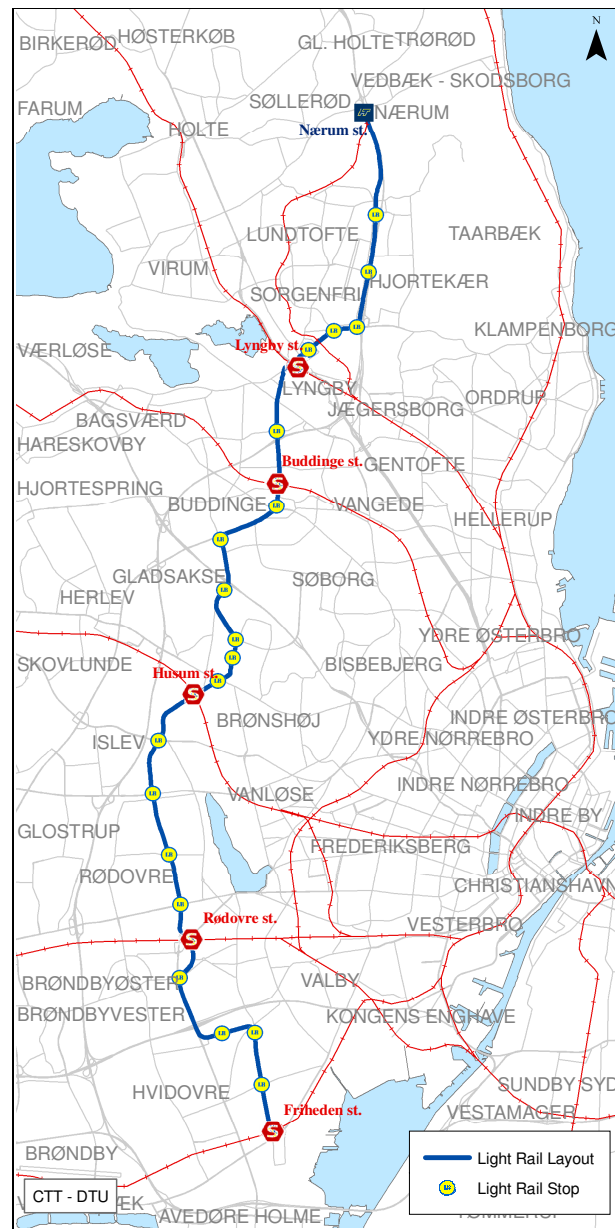 N
HØSTERKØB
BIRKERØD
GL. HOLTE
TRØRØD
VEDBÆK - SKODSBORG
FARUM
SØLLERØD
NÆRUM
HOLTE
Nærum st.
LUNDTOFTE
TAARBÆK
VIRUM
HJORTEKÆR
SORGENFRI
KLAMPENBORG
VÆRLØSE
Lyngby st.
LYNGBY
ORDRUP
JÆGERSBORG
BAGSVÆRD
HARESKOVBY
Buddinge st.
GENTOFTE
HJORTESPRING
BUDDINGE
VANGEDE
HELLERUP
GLADSAKSE
SØBORG
HERLEV
YDRE ØSTERBRO
SKOVLUNDE
Husum st.
BISBEBJERG
BRØNSHØJ
INDRE ØSTERBRO
ISLEV
YDRE NØRREBRO
INDRE NØRREBRO
VANLØSE
INDRE BY
GLOSTRUP
FREDERIKSBERG
RØDOVRE
CHRISTIANSHAVN
Rødovre st.
VESTERBRO
BRØNDBYØSTER
VALBY
BRØNDBYVESTER
KONGENS ENGHAVE
HVIDOVRE
SUNDBY SYD
Friheden st.
VESTAMAGER
BRØNDBY
Light Rail Layout
Light Rail Stop
CTT - DTU
AVEDØRE HOLME